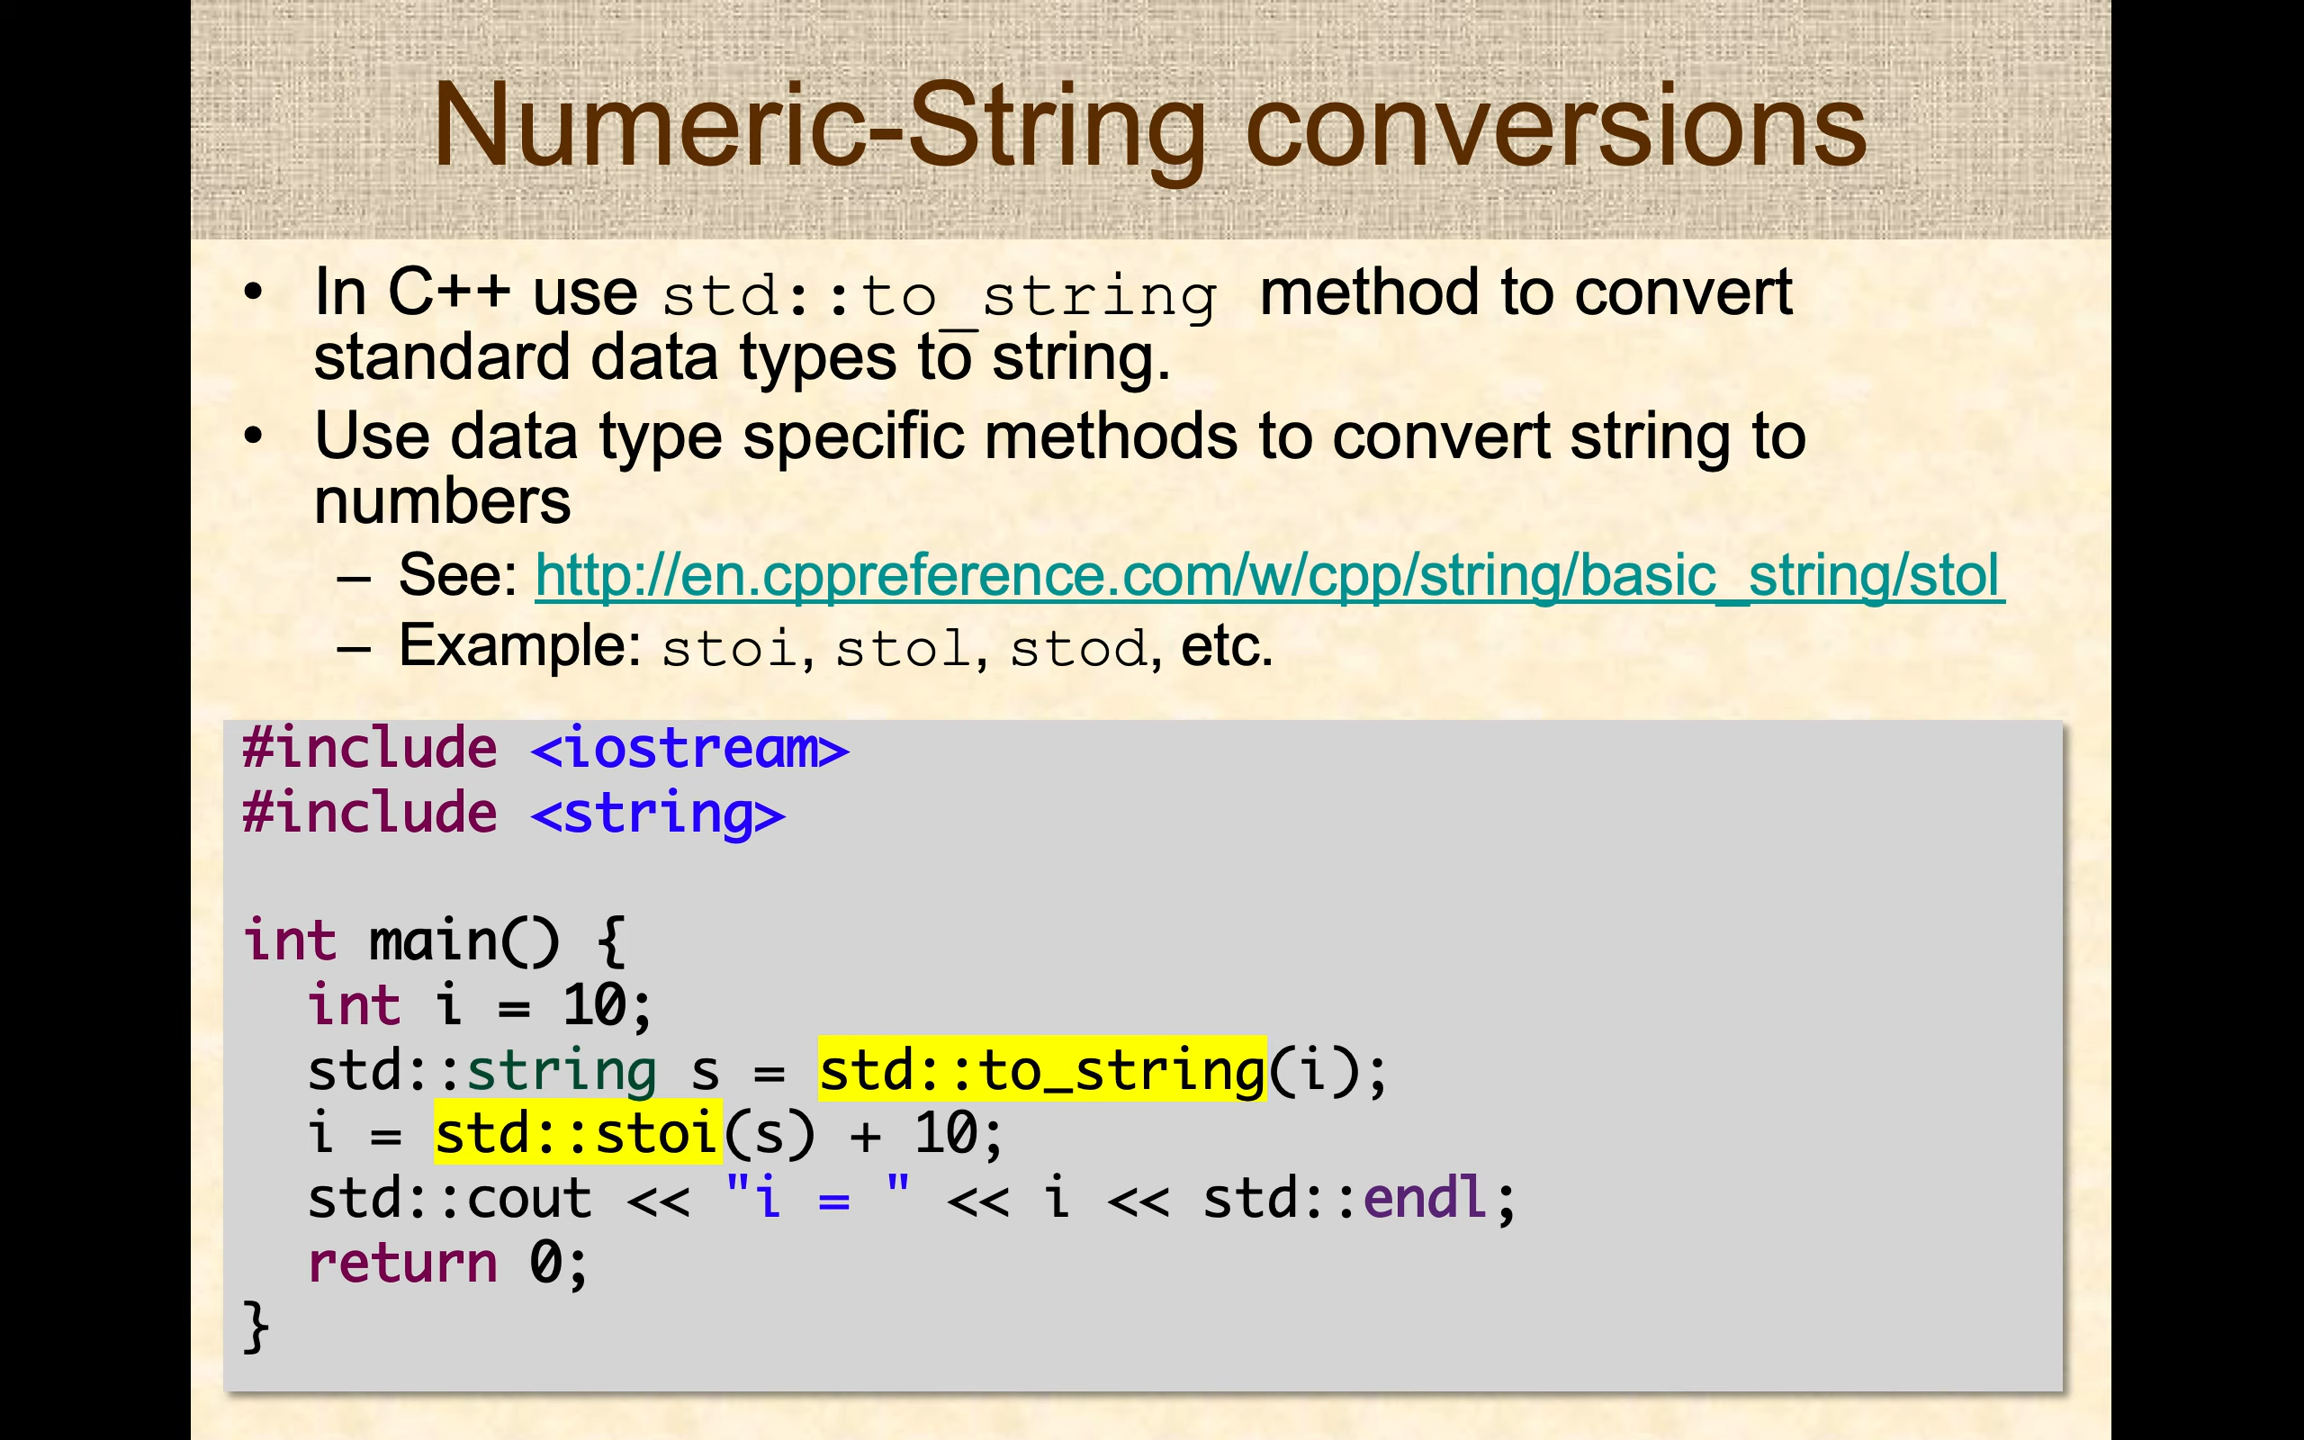 Numeric-String conversions
• In C++ use std::to_string method to convert
standard data types to string.
• Use data type specific methods to convert string to
numbers
– See: http://en.cppreference.com/w/cpp/string/basic_string/stol
– Example: stoi, stol, stod, etc.
#include <iostream>
#include <string>
int main() {
  int i = 10;
  std::string s = std::to_string(i);
  i = std::stoi(s) + 10;
  std::cout << "i = " << i << std::endl;
  return 0;
}